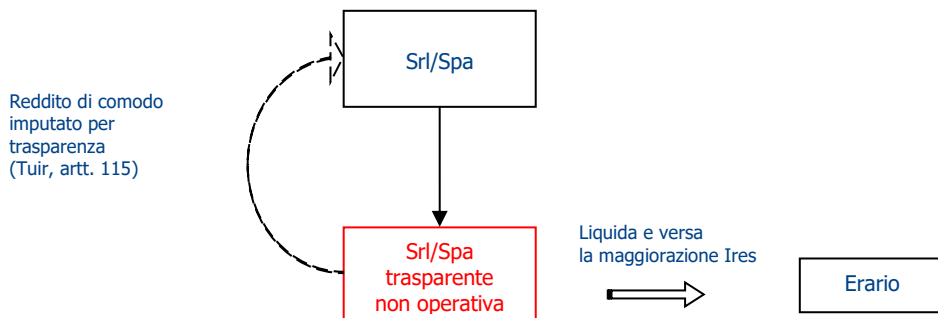 Srl/Spa
Reddito di comodo
imputato per
trasparenza
(Tuir, artt. 115)
Srl/Spa
trasparente
non operativa
Liquida e versa
la maggiorazione Ires
Erario